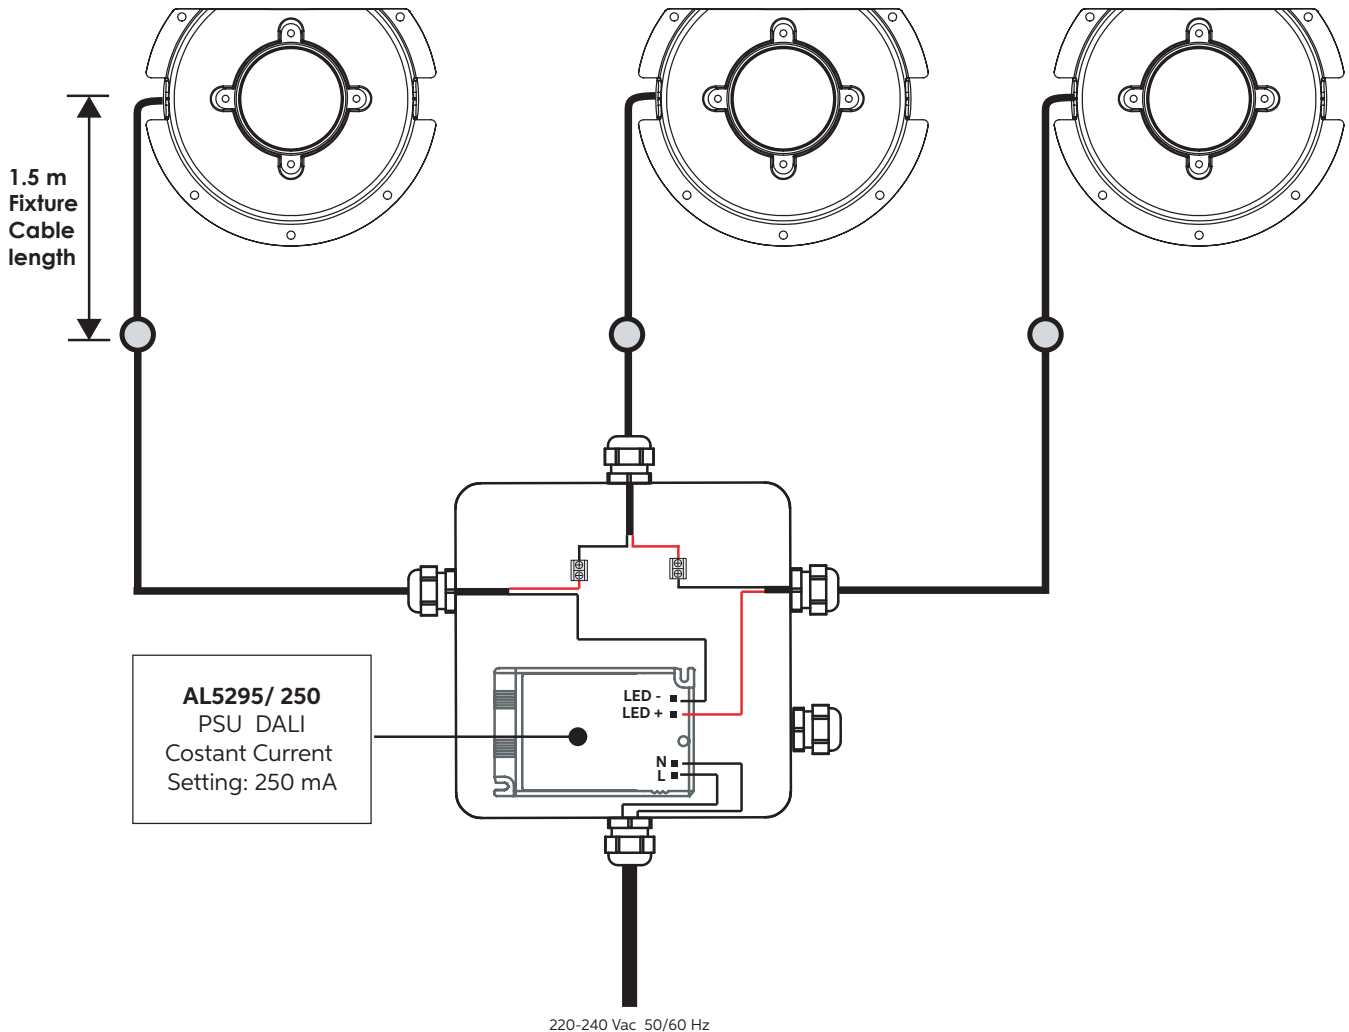 1.5 m
Fixture
Cable
length
AL5295/ 250
PSU DALI
Costant Current
Setting: 250 mA
LED -
LED +
N
L
220-240 Vac 50/60 Hz